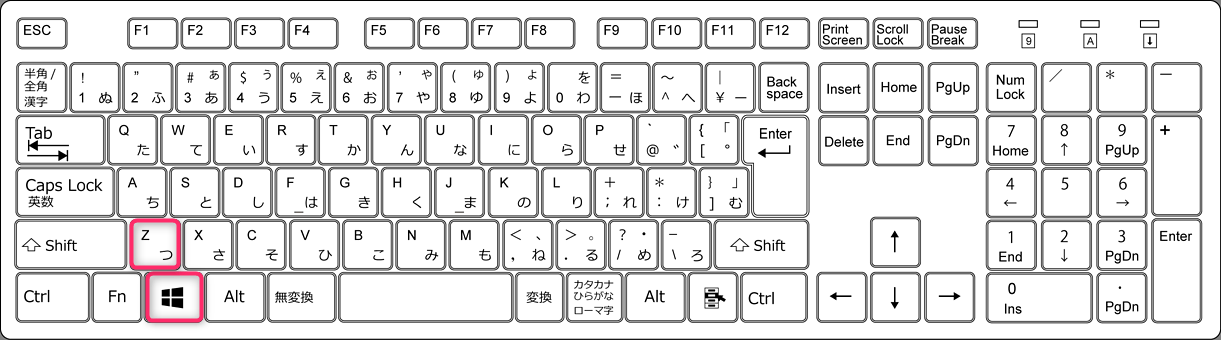 ESC F1 F2 F3 F4 F5 F6 F7 F8 F9 F10 F11 F12 Print Screen Scroll Lock Pause Break 9 A
半角/全角 漢字 ! 1 ぬ " 2 ふ # ぁ 3 あ $ ぅ 4 う % ぇ 5 え & ぉ 6 お ' ゃ 7 や ( ゅ 8 ゆ ) ょ 9 よ を 0 わ = ー ほ ～ ^ へ | ¥ ー Back space Insert Home PgUp Num Lock ／ ＊ －
Tab Q た W て E い R す T か Y ん U な I に O ら P せ ` @ ゛ { 「 [ ゜ Enter Delete End PgDn 7 Home 8 ↑ 9 PgUp +
Caps Lock 英数 A ち S と D し F _は G き H く J _ま K の L り + ; れ * : け } 」 ] む 4 ← 5 6 →
⇧ Shift Z つ X さ C そ V ひ B こ N み M も < 、 , ね > 。 . る ? ・ / め _ \ ろ ⇧ Shift ↑ 1 End 2 ↓ 3 PgDn Enter
Ctrl Fn Alt 無変換 変換 カタカナ ひらがな ローマ字 Alt Ctrl ← ↓ → 0 Ins . PgDn